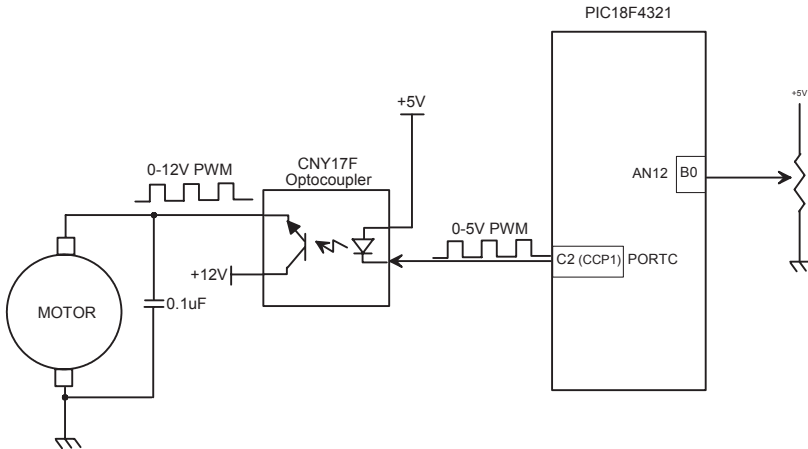 PIC18F4321
+5V
+5V
CNY17F
Optocoupler
0-12V PWM
AN12
B0
0-5V PWM
C2 (CCP1)
PORTC
+12V
0.1uF
MOTOR